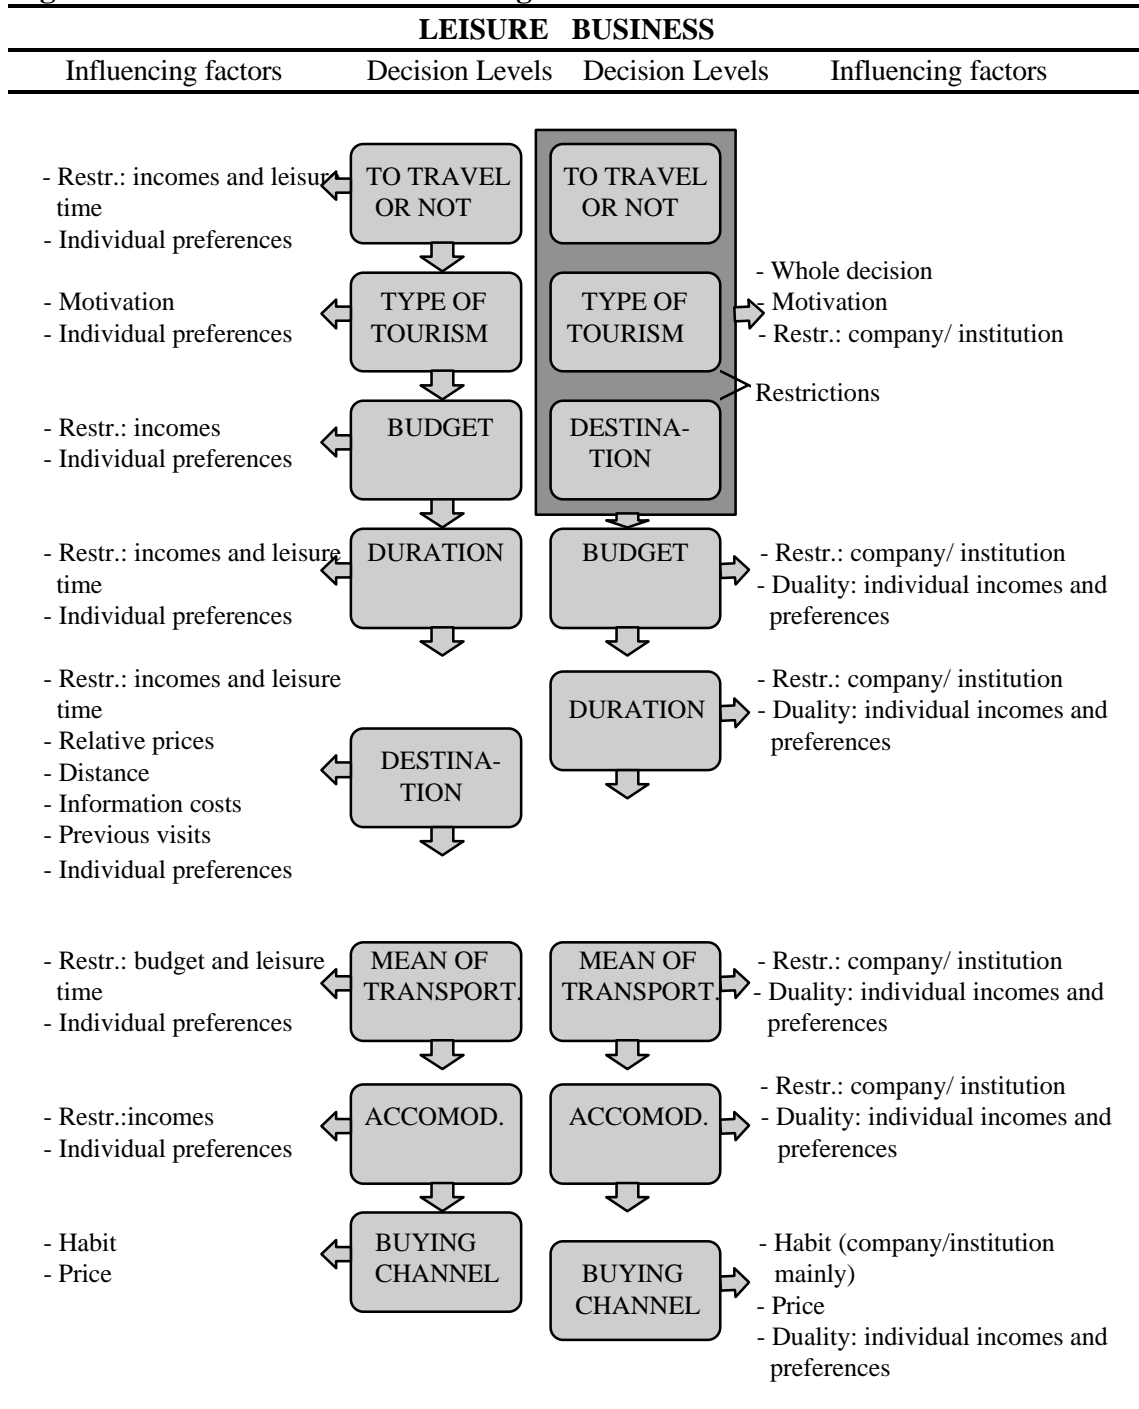 LEISURE BUSINESS
Influencing factors Decision Levels Decision Levels Influencing factors
- Restr.: incomes and leisure
time
- Individual preferences
TO TRAVEL
OR NOT
TO TRAVEL
OR NOT
- Motivation
- Individual preferences
TYPE OF
TOURISM
TYPE OF
TOURISM
- Whole decision
- Motivation
- Restr.: company/ institution
Restrictions
- Restr.: incomes
- Individual preferences
BUDGET
DESTINA-
TION
- Restr.: incomes and leisure
time
- Individual preferences
DURATION
BUDGET
- Restr.: company/ institution
- Duality: individual incomes and
preferences
- Restr.: incomes and leisure
time
- Relative prices
- Distance
- Information costs
- Previous visits
- Individual preferences
DESTINA-
TION
DURATION
- Restr.: company/ institution
- Duality: individual incomes and
preferences
- Restr.: budget and leisure
time
- Individual preferences
MEAN OF
TRANSPORT.
MEAN OF
TRANSPORT.
- Restr.: company/ institution
- Duality: individual incomes and
preferences
- Restr.:incomes
- Individual preferences
ACCOMOD.
ACCOMOD.
- Restr.: company/ institution
- Duality: individual incomes and
preferences
- Habit
- Price
BUYING
CHANNEL
BUYING
CHANNEL
- Habit (company/institution
mainly)
- Price
- Duality: individual incomes and
preferences